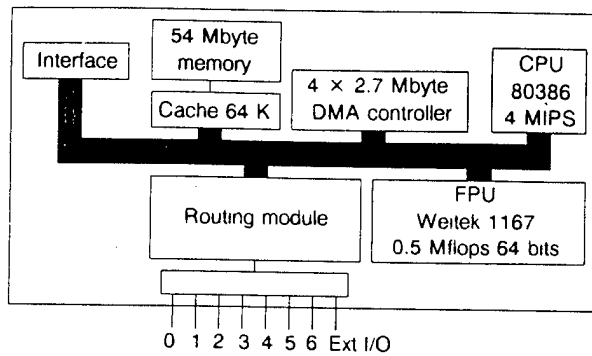 Interface
54 Mbyte
memory
Cache 64 K
4 × 2.7 Mbyte
DMA controller
CPU
80386
4 MIPS
Routing module
FPU
Weitek 1167
0.5 Mflops 64 bits
0 1 2 3 4 5 6 Ext I/O